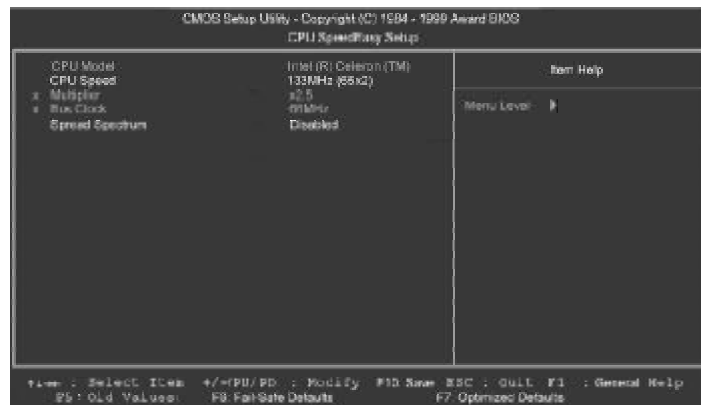 CMOS Setup Utility - Copyright (C) 1984 - 1999 Award BIOS
CPU SpeedEasy Setup
CPU Model Intel (R) Celeron (TM)
CPU Speed 133MHz (66x2)
x Multiplier x2.5
x Bus Clock 66MHz
Spread Spectrum Disabled
Item Help
Menu Level
: Select Item +/-/PU/PD : Modify F10: Save ESC : Quit F1 : General Help
F5: Old Values F6: Fail-Safe Defaults F7: Optimized Defaults